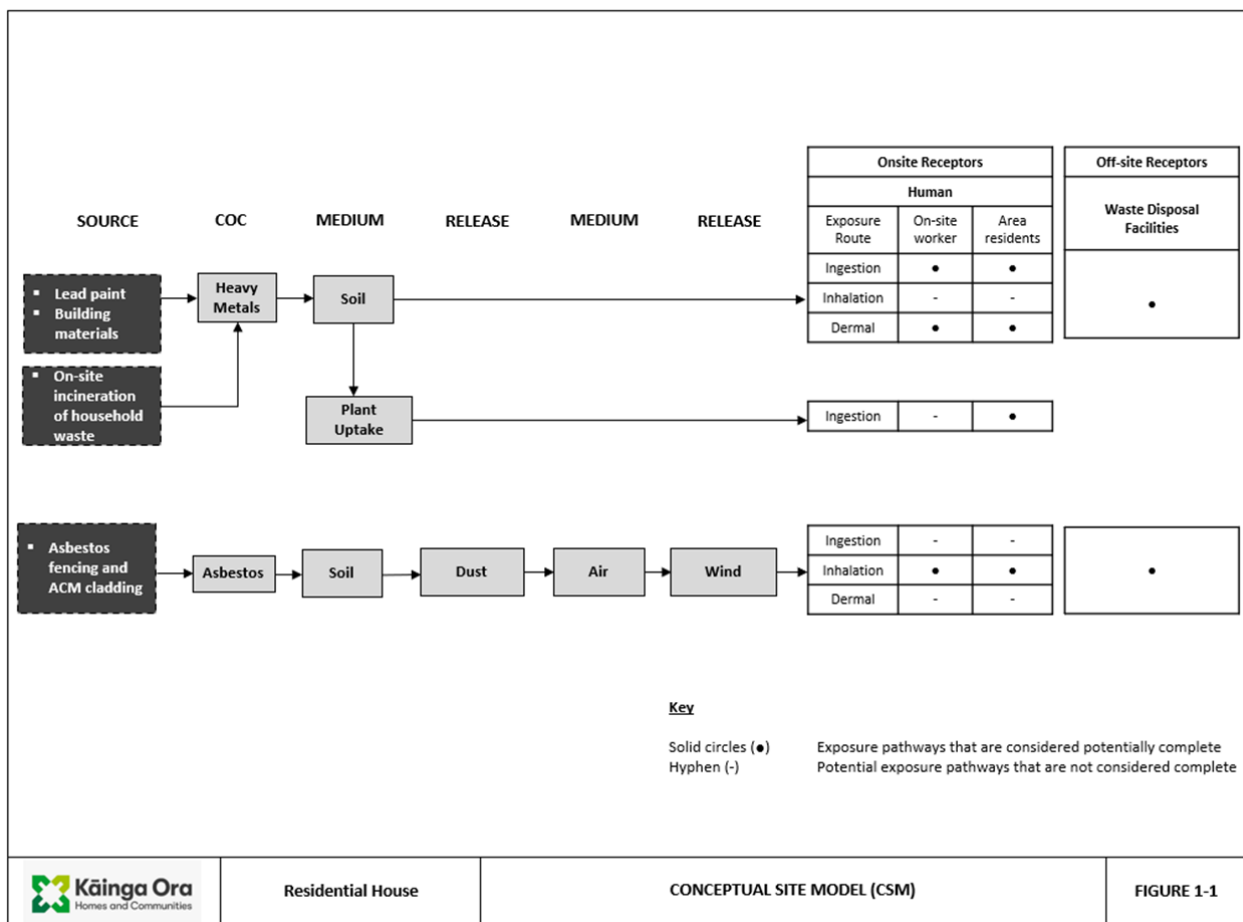 Onsite Receptors
Off-site Receptors
Human
SOURCE COC MEDIUM RELEASE MEDIUM RELEASE
Waste Disposal
Facilities
Exposure
Route
On-site
worker
Area
residents
▪ Lead paint
▪ Building
materials
Heavy
Metals
Soil
Ingestion ● ●
Inhalation - -
Dermal ● ●
●
▪ On-site
incineration
of household
waste
Plant
Uptake
Ingestion - ●
▪ Asbestos
fencing and
ACM cladding
Asbestos
Soil
Dust
Air
Wind
Ingestion - -
Inhalation ● ●
Dermal - -
●
Key
Solid circles (●) Exposure pathways that are considered potentially complete
Hyphen (-) Potential exposure pathways that are not considered complete
Kāinga Ora
Homes and Communities
Residential House
CONCEPTUAL SITE MODEL (CSM)
FIGURE 1-1